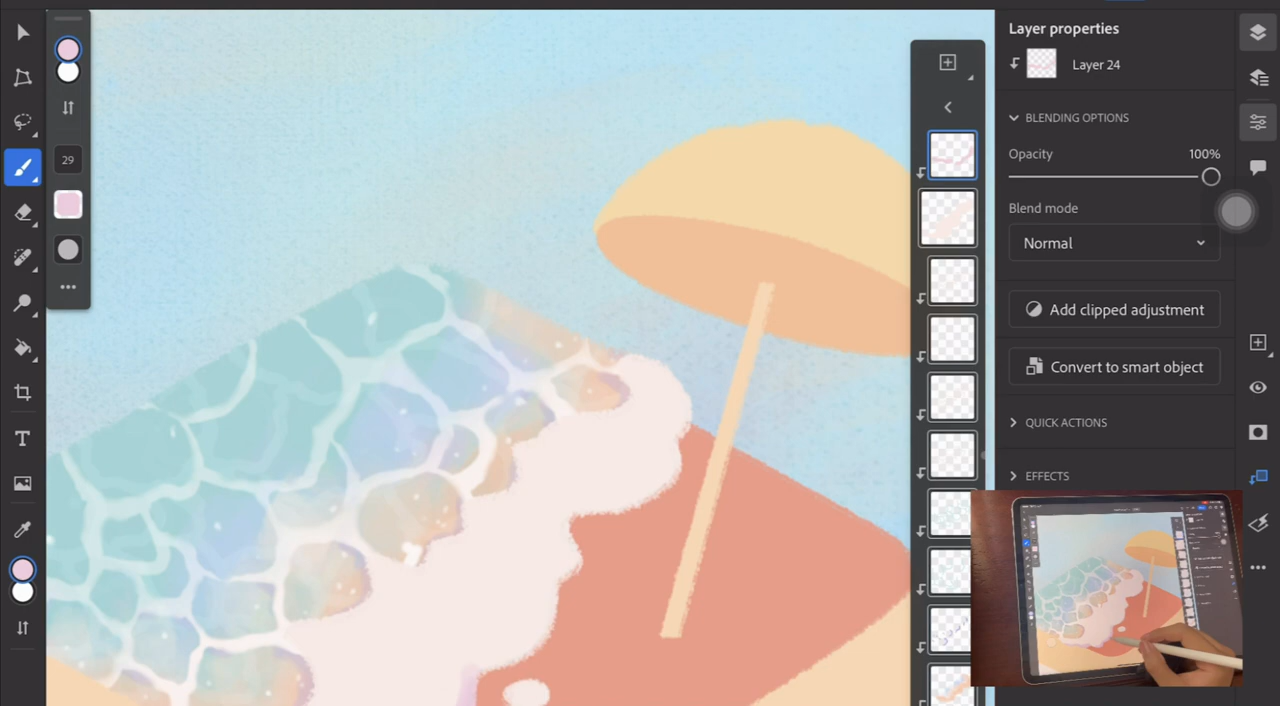 29
T
Layer properties
Layer 24
BLENDING OPTIONS
Opacity
100%
Blend mode
Normal
Add clipped adjustment
Convert to smart object
QUICK ACTIONS
EFFECTS